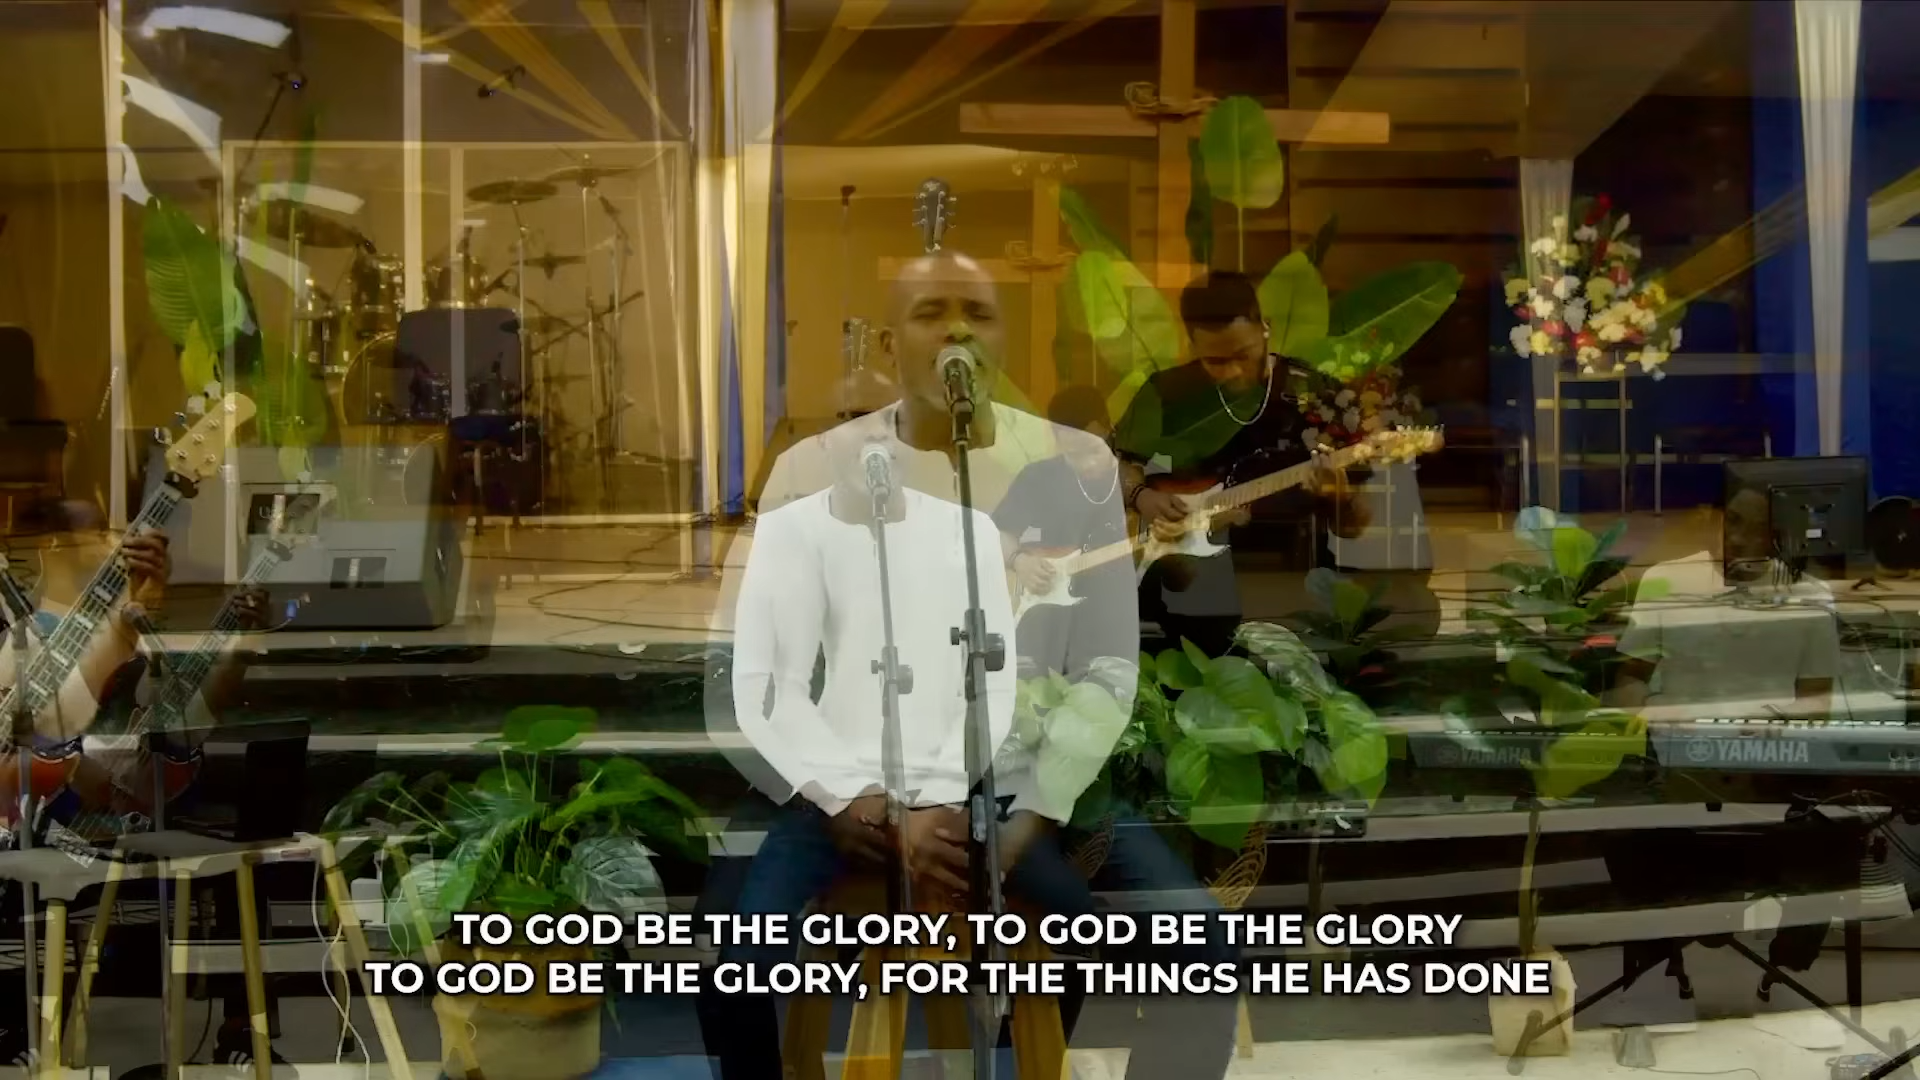 YAMAHA
YAMAHA
TO GOD BE THE GLORY, TO GOD BE THE GLORY
TO GOD BE THE GLORY, FOR THE THINGS HE HAS DONE